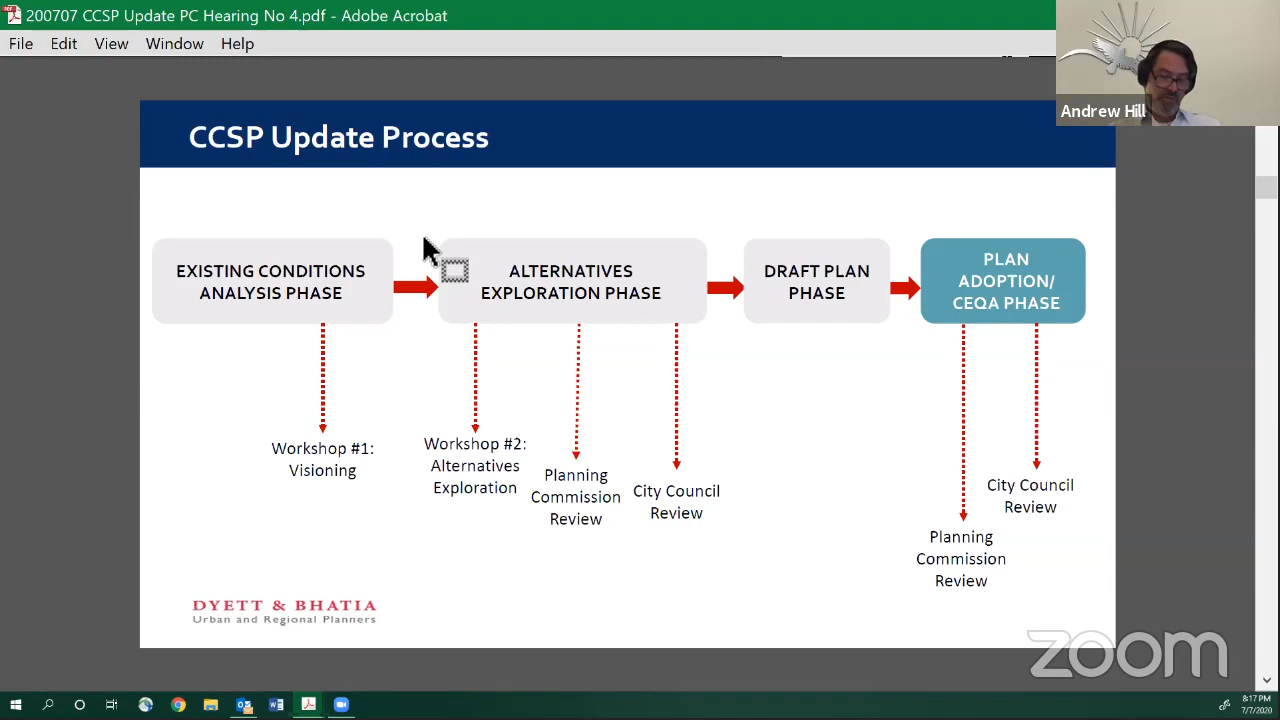 200707 CCSP Update PC Hearing No 4.pdf - Adobe Acrobat
File Edit View Window Help
Andrew Hill
CCSP Update Process
EXISTING CONDITIONS
ANALYSIS PHASE
ALTERNATIVES
EXPLORATION PHASE
DRAFT PLAN
PHASE
PLAN
ADOPTION/
CEQA PHASE
Workshop #1:
Visioning
Workshop #2:
Alternatives
Exploration
Planning
Commission
Review
City Council
Review
Planning
Commission
Review
City Council
Review
DYETT & BHATIA
Urban and Regional Planners
zoom
8:17 PM
7/7/2020